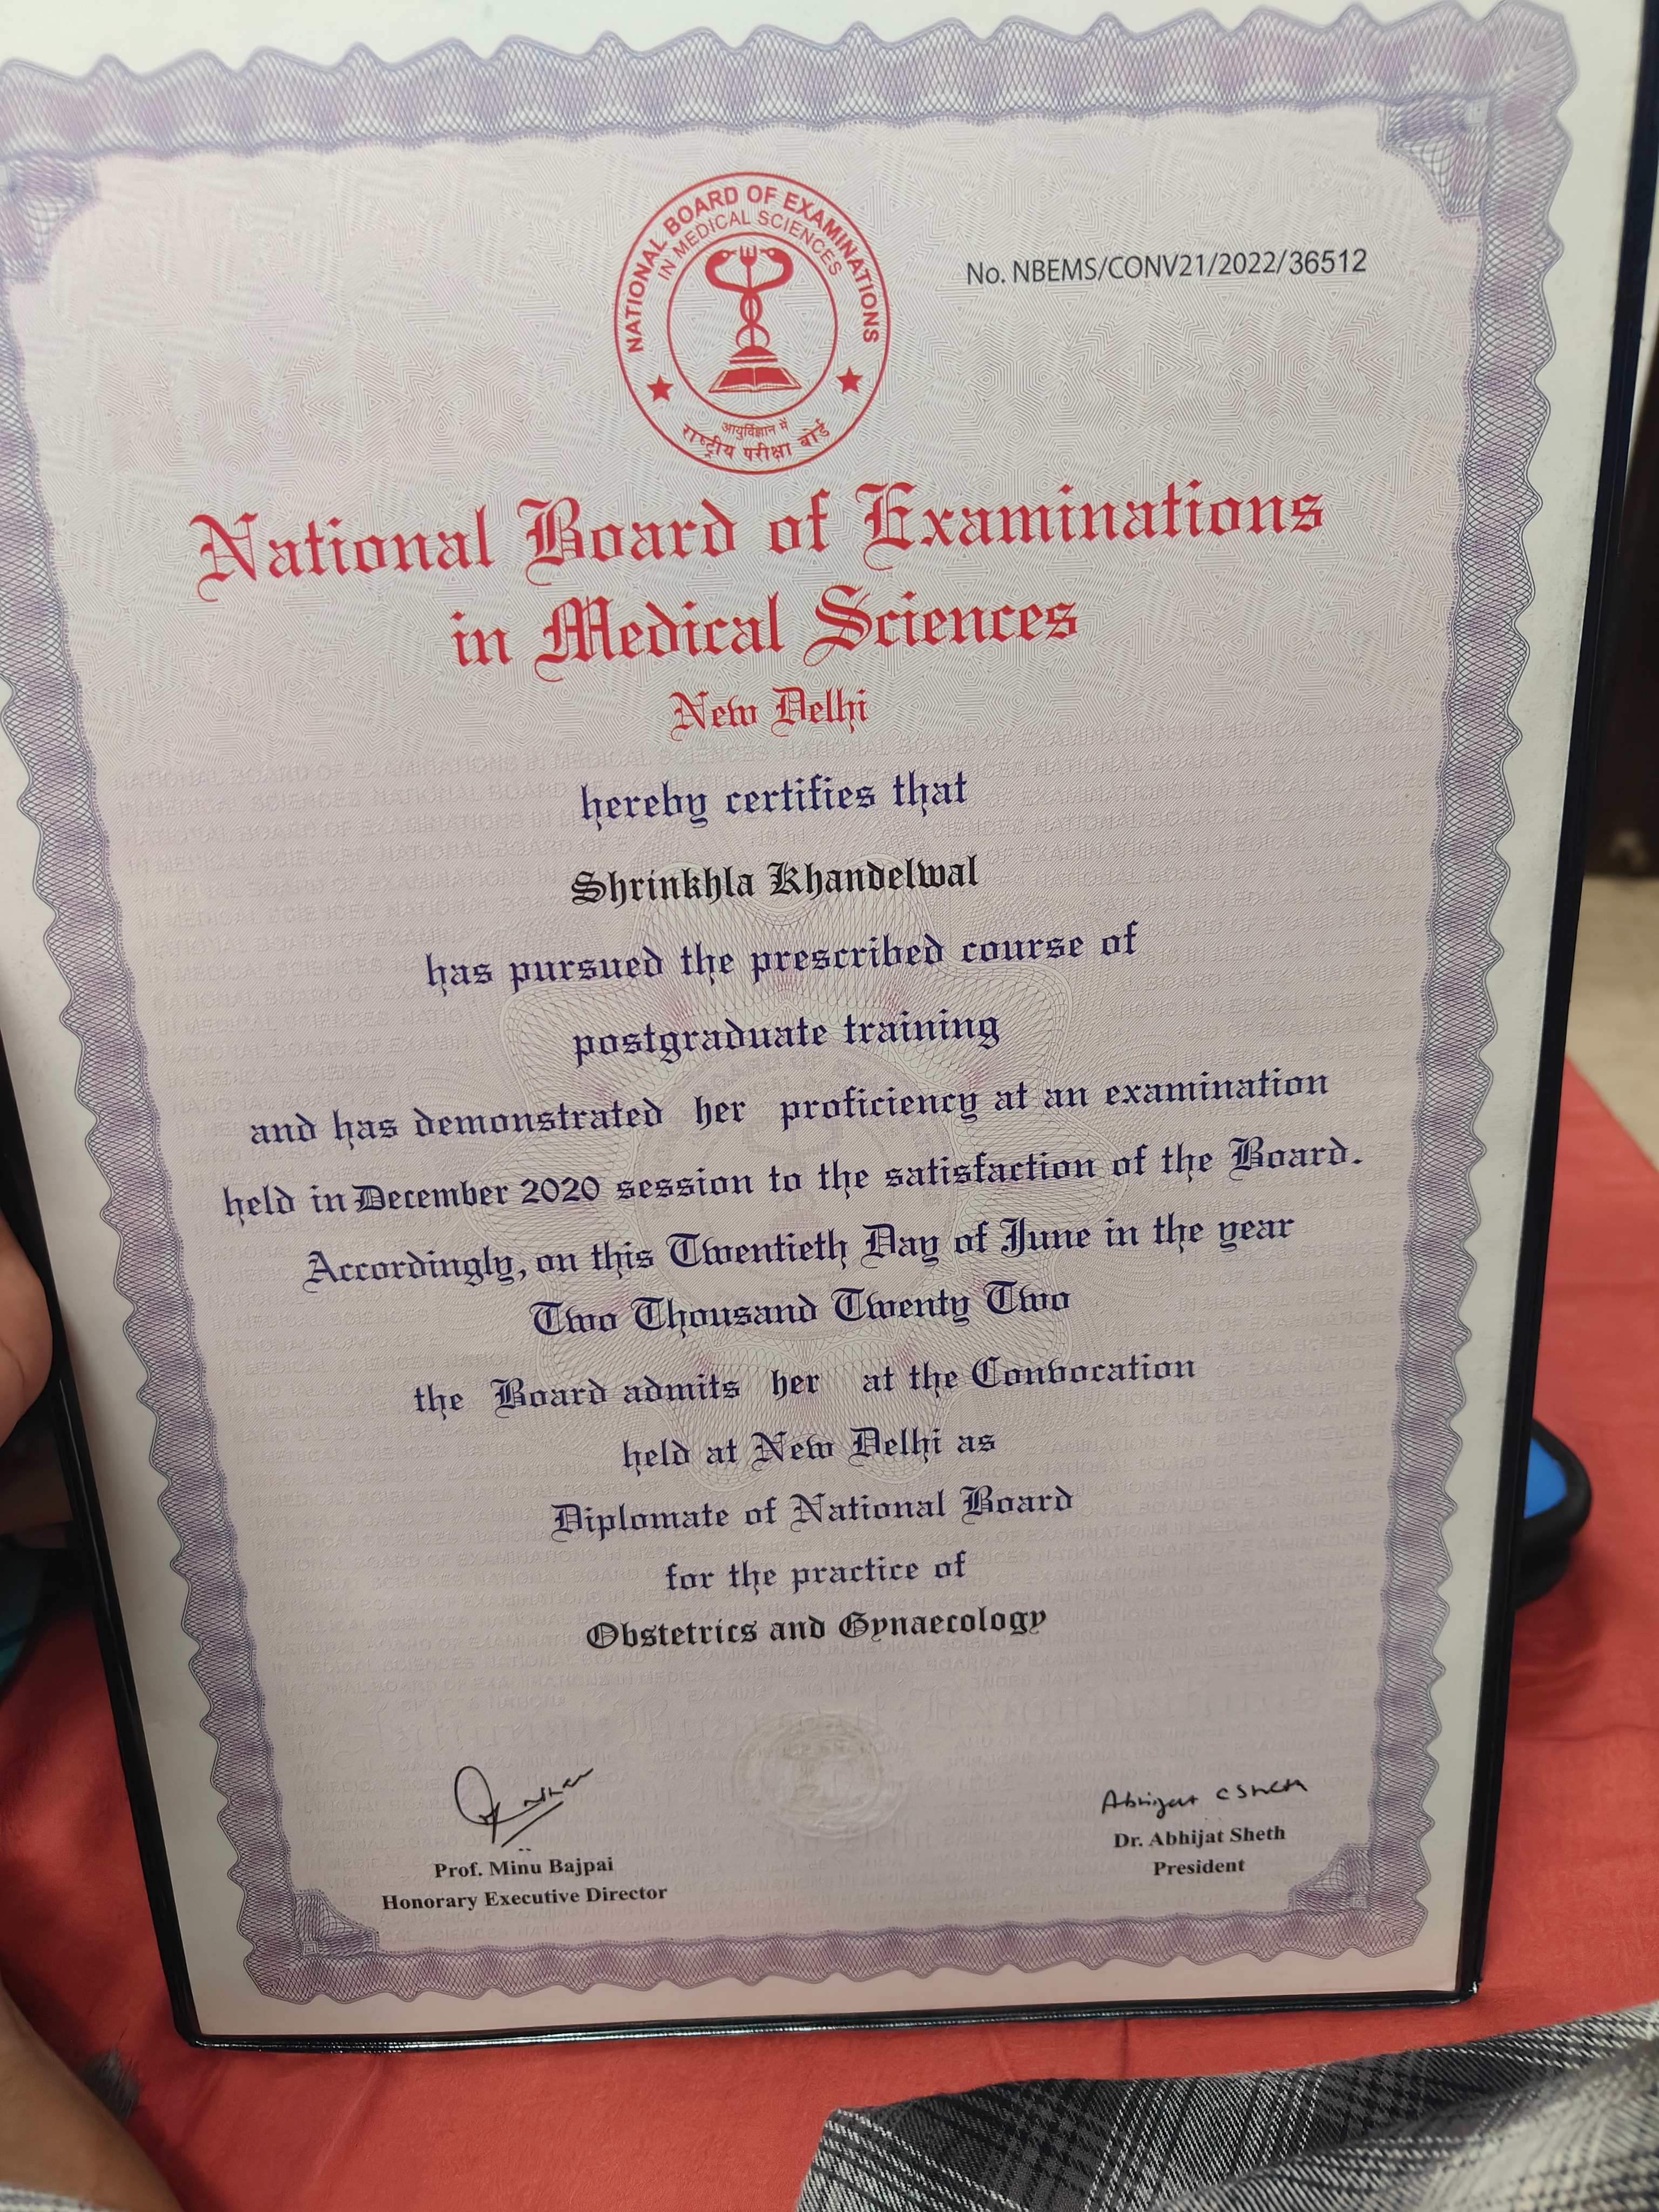 NATIONAL BOARD OF EXAMINATIONS
IN MEDICAL SCIENCES
आयुर्विज्ञान में
राष्ट्रीय परीक्षा बोर्ड
No. NBEMS/CONV21/2022/36512
National Board of Examinations
in Medical Sciences
New Delhi
hereby certifies that
Shrinkhla Khandelwal
has pursued the prescribed course of
postgraduate training
and has demonstrated her proficiency at an examination
held in December 2020 session to the satisfaction of the Board.
Accordingly, on this Twentieth Day of June in the year
Two Thousand Twenty Two
the Board admits her at the Convocation
held at New Delhi as
Diplomate of National Board
for the practice of
Obstetrics and Gynaecology
Abhijat C Sheth
Prof. Minu Bajpai
Honorary Executive Director
Dr. Abhijat Sheth
President